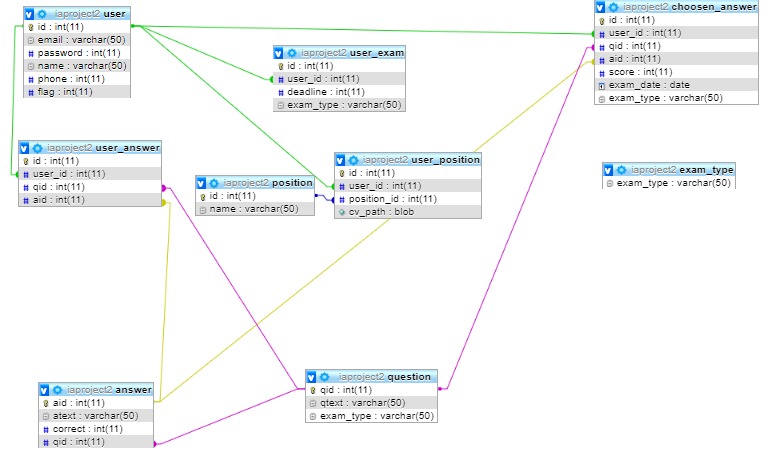 iaproject2 user
id : int(11)
email : varchar(50)
password : int(11)
name : varchar(50)
phone : int(11)
flag : int(11)
iaproject2 user_exam
id : int(11)
user_id : int(11)
deadline : int(11)
exam_type : varchar(50)
iaproject2 choosen_answer
id : int(11)
user_id : int(11)
qid : int(11)
aid : int(11)
score : int(11)
exam_date : date
exam_type : varchar(50)
iaproject2 user_answer
id : int(11)
user_id : int(11)
qid : int(11)
aid : int(11)
iaproject2 position
id : int(11)
name : varchar(50)
iaproject2 user_position
id : int(11)
user_id : int(11)
position_id : int(11)
cv_path : blob
iaproject2 exam_type
exam_type : varchar(50)
iaproject2 answer
aid : int(11)
atext : varchar(50)
correct : int(11)
qid : int(11)
iaproject2 question
qid : int(11)
qtext : varchar(50)
exam_type : varchar(50)